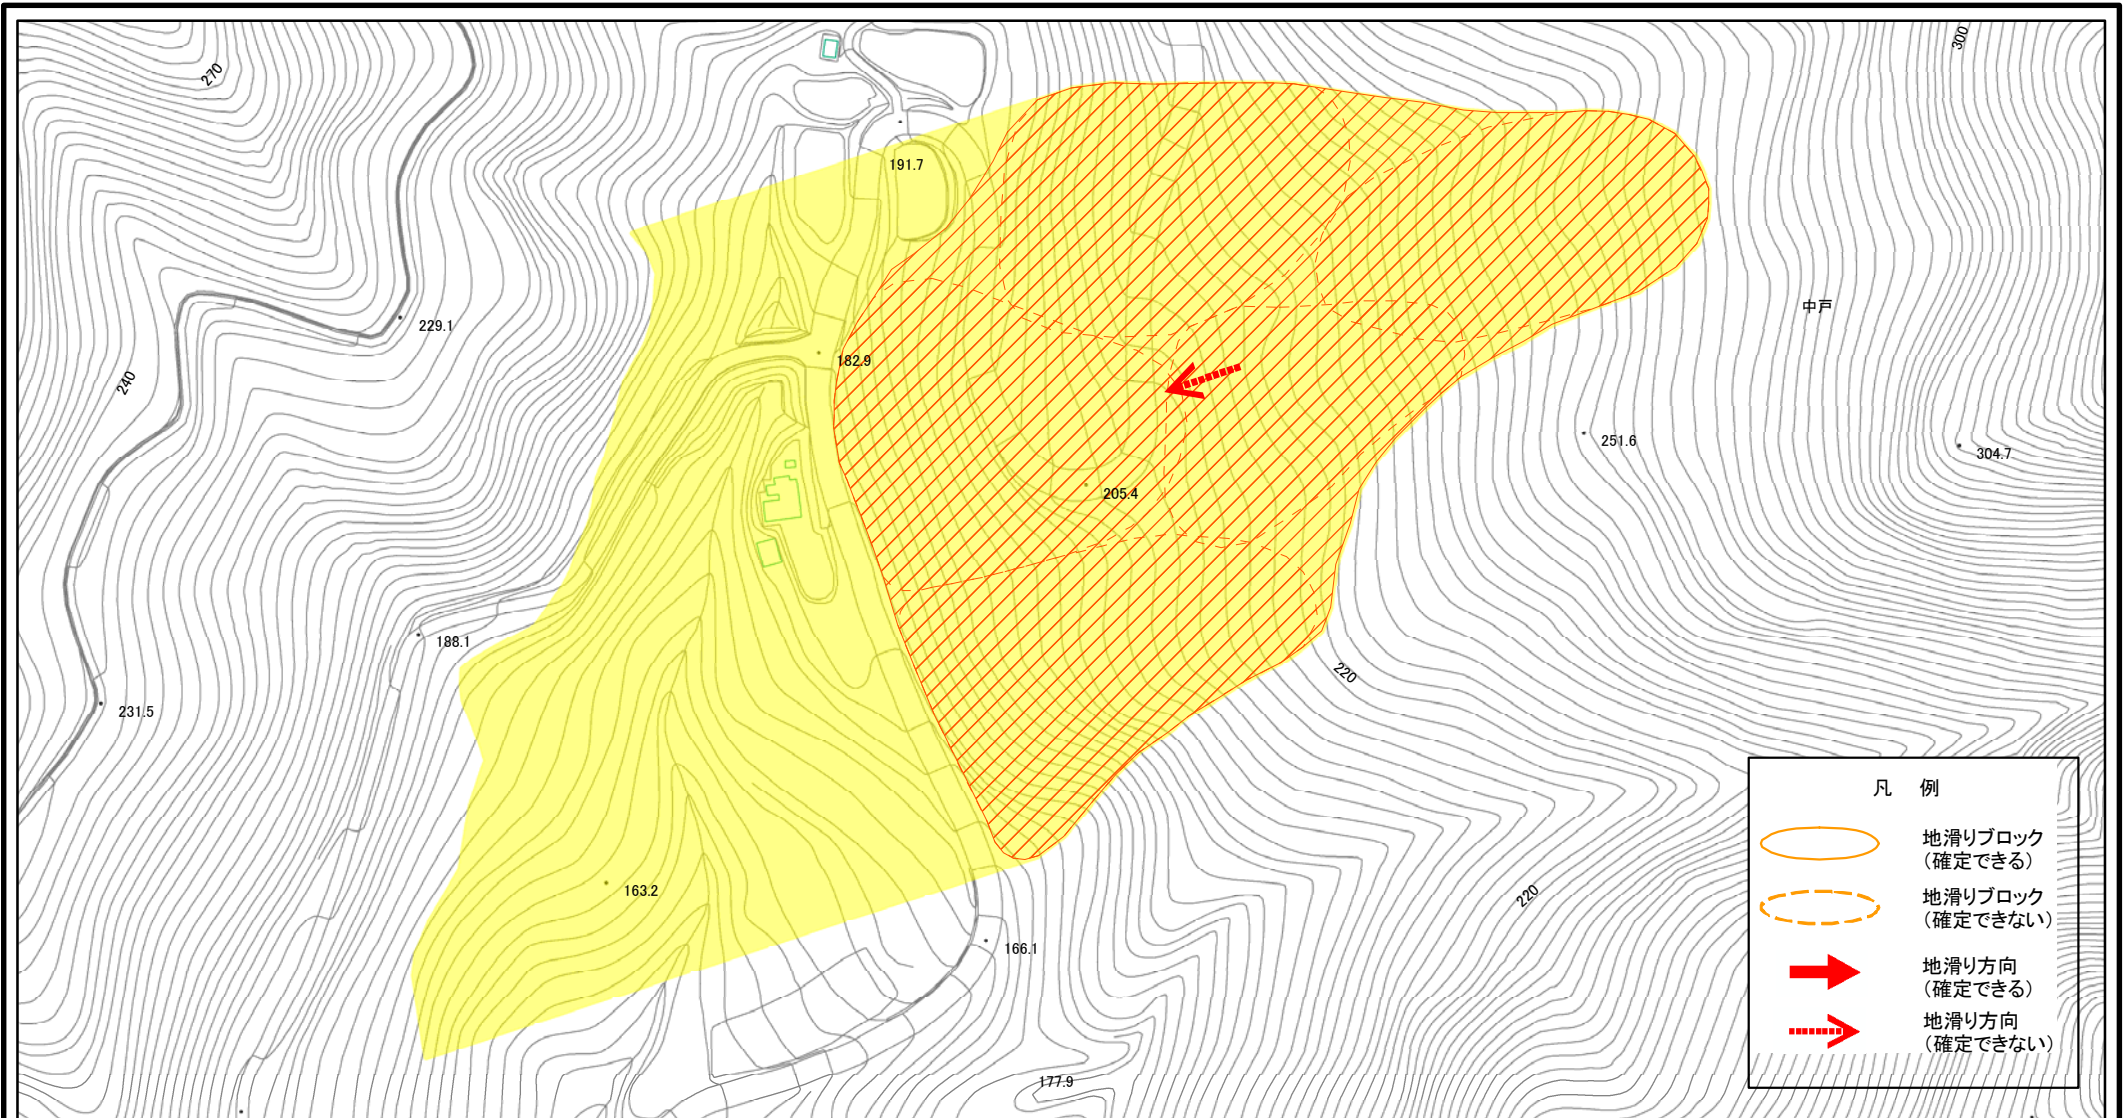 300
270
191.7
中戸
229.1
182.9
240
251.6
304.7
205.4
188.1
220
231.5
凡 例
地滑りブロック
（確定できる）
163.2
220
地滑りブロック
（確定できない）
166.1
地滑り方向
（確定できる）
地滑り方向
（確定できない）
177.9